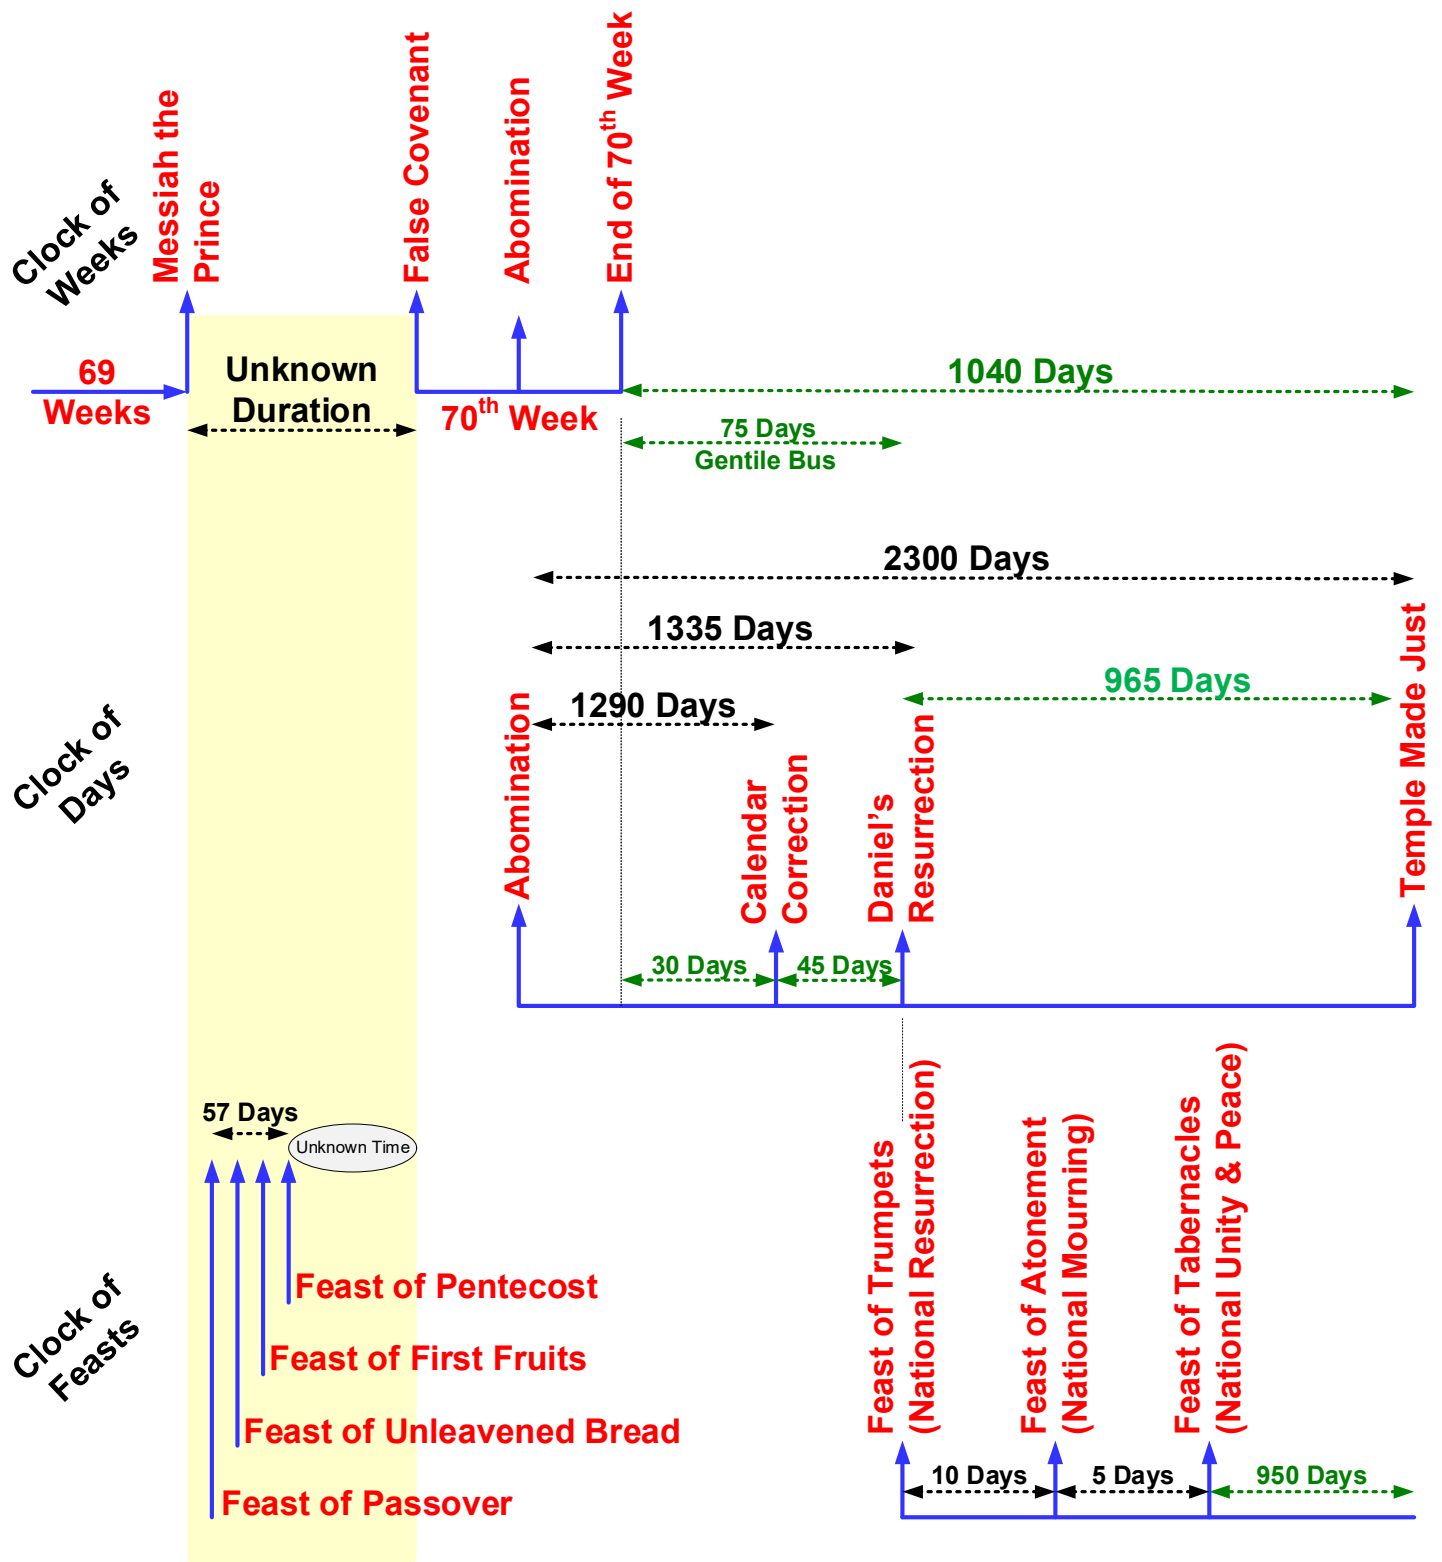 Clock of
Weeks
Messiah the
Prince
False Covenant
Abomination
End of 70th Week
69
Weeks
Unknown
Duration
70th Week
1040 Days
75 Days
Gentile Bus
2300 Days
1335 Days
965 Days
1290 Days
Clock of
Days
Abomination
Calendar
Correction
Daniel's
Resurrection
Temple Made Just
30 Days
45 Days
57 Days
Unknown Time
Clock of
Feasts
Feast of Pentecost
Feast of First Fruits
Feast of Unleavened Bread
Feast of Passover
Feast of Trumpets
(National Resurrection)
Feast of Atonement
(National Mourning)
Feast of Tabernacles
(National Unity & Peace)
10 Days
5 Days
950 Days